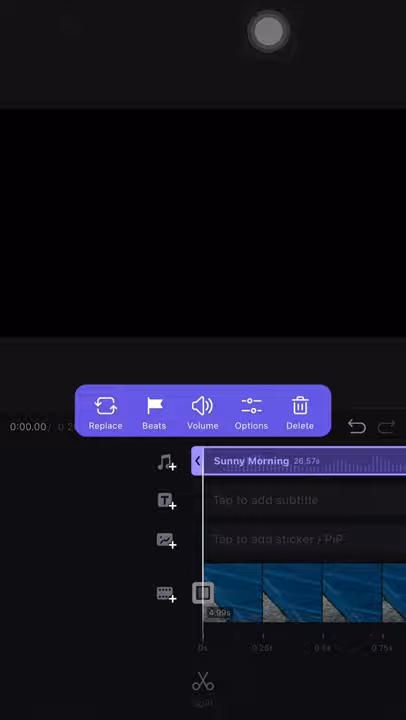 Replace Beats Volume Options Delete
0:00.00
Sunny Morning 26.57s
T Tap to add subtitle
Tap to add sticker / PiP
4.99s
0s 0.25s 0.5s 0.75s
Split